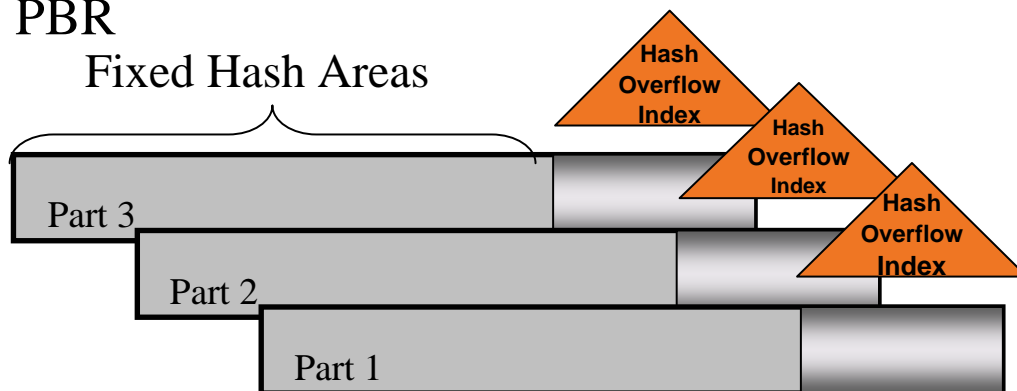 PBR
Fixed Hash Areas
Hash
Overflow
Index
Hash
Overflow
Index
Hash
Overflow
Index
Part 3
Part 2
Part 1